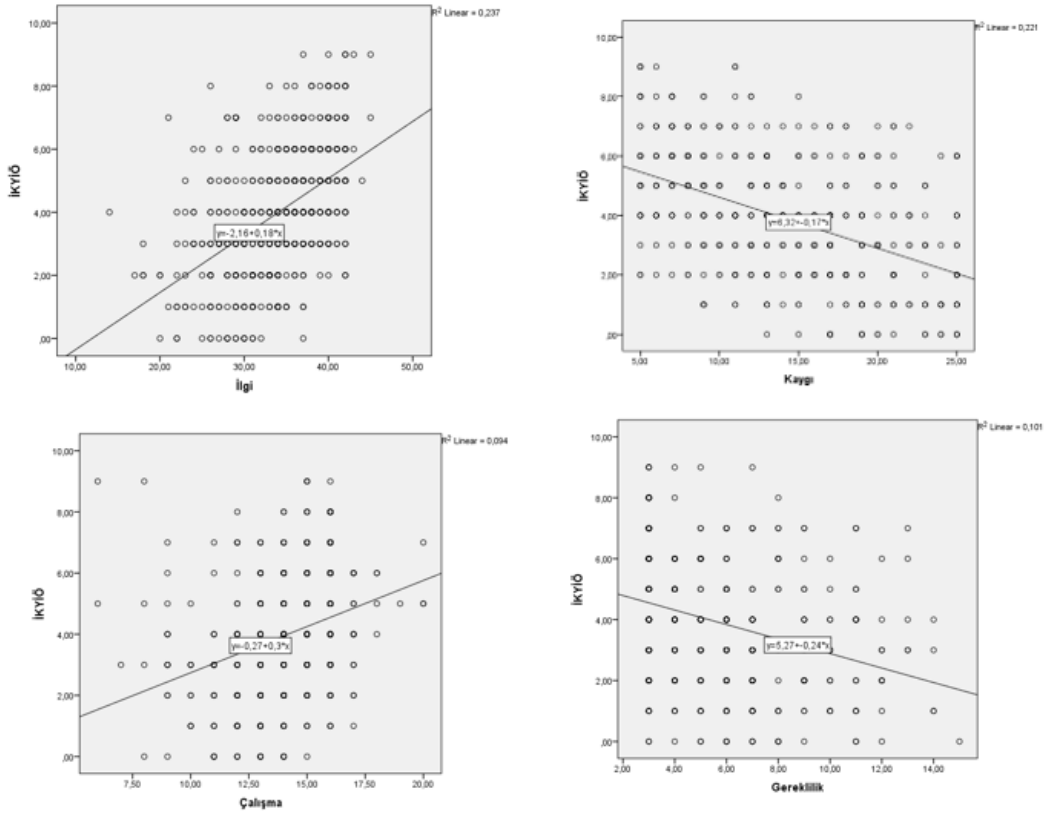 R² Linear = 0,237
10,00
8,00
6,00
4,00
2,00
,00
İKYİÖ
y=-2,16+0,18*x
10,00 20,00 30,00 40,00 50,00
İlgi
R² Linear = 0,221
10,00
8,00
6,00
4,00
2,00
,00
İKYİÖ
y=6,32+-0,17*x
5,00 10,00 15,00 20,00 25,00
Kaygı
R² Linear = 0,094
10,00
8,00
6,00
4,00
2,00
,00
İKYİÖ
y=-0,27+0,3*x
7,50 10,00 12,50 15,00 17,50 20,00
Çalışma
R² Linear = 0,101
10,00
8,00
6,00
4,00
2,00
,00
İKYİÖ
y=5,27+-0,24*x
2,00 4,00 6,00 8,00 10,00 12,00 14,00
Gereklilik